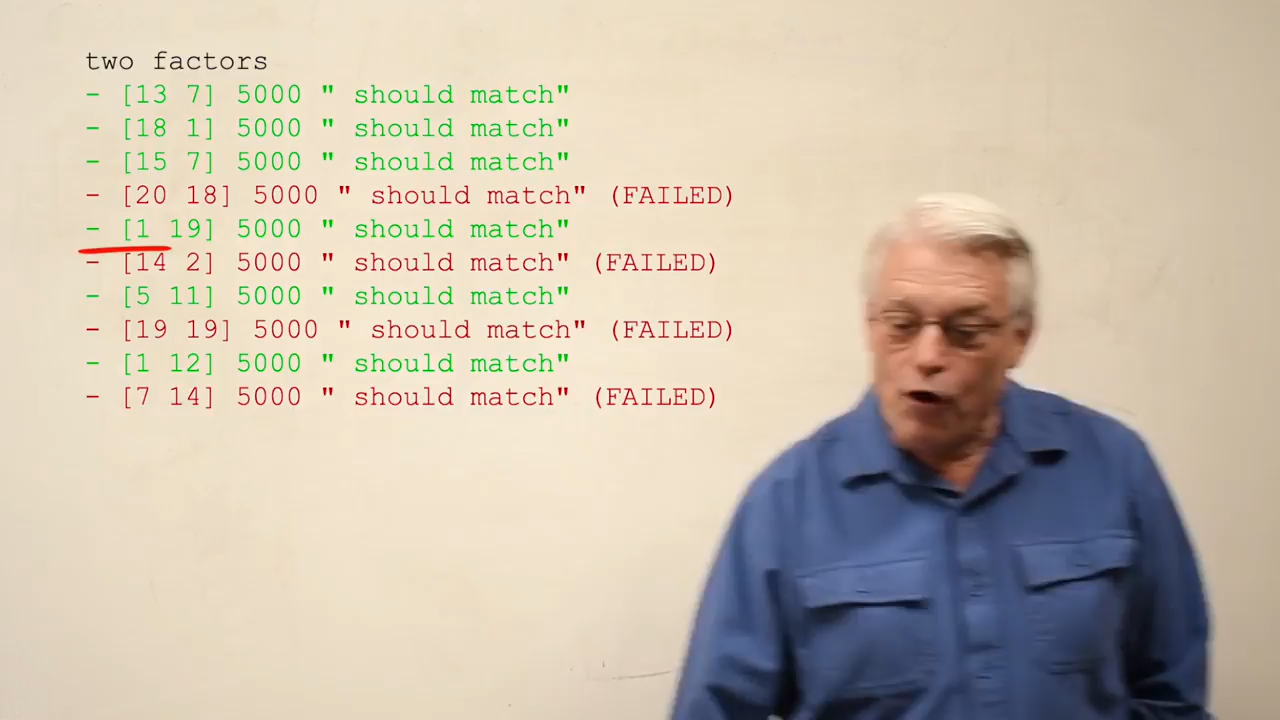 two factors
- [13 7] 5000 " should match"
- [18 1] 5000 " should match"
- [15 7] 5000 " should match"
- [20 18] 5000 " should match" (FAILED)
- [1 19] 5000 " should match"
- [14 2] 5000 " should match" (FAILED)
- [5 11] 5000 " should match"
- [19 19] 5000 " should match" (FAILED)
- [1 12] 5000 " should match"
- [7 14] 5000 " should match" (FAILED)